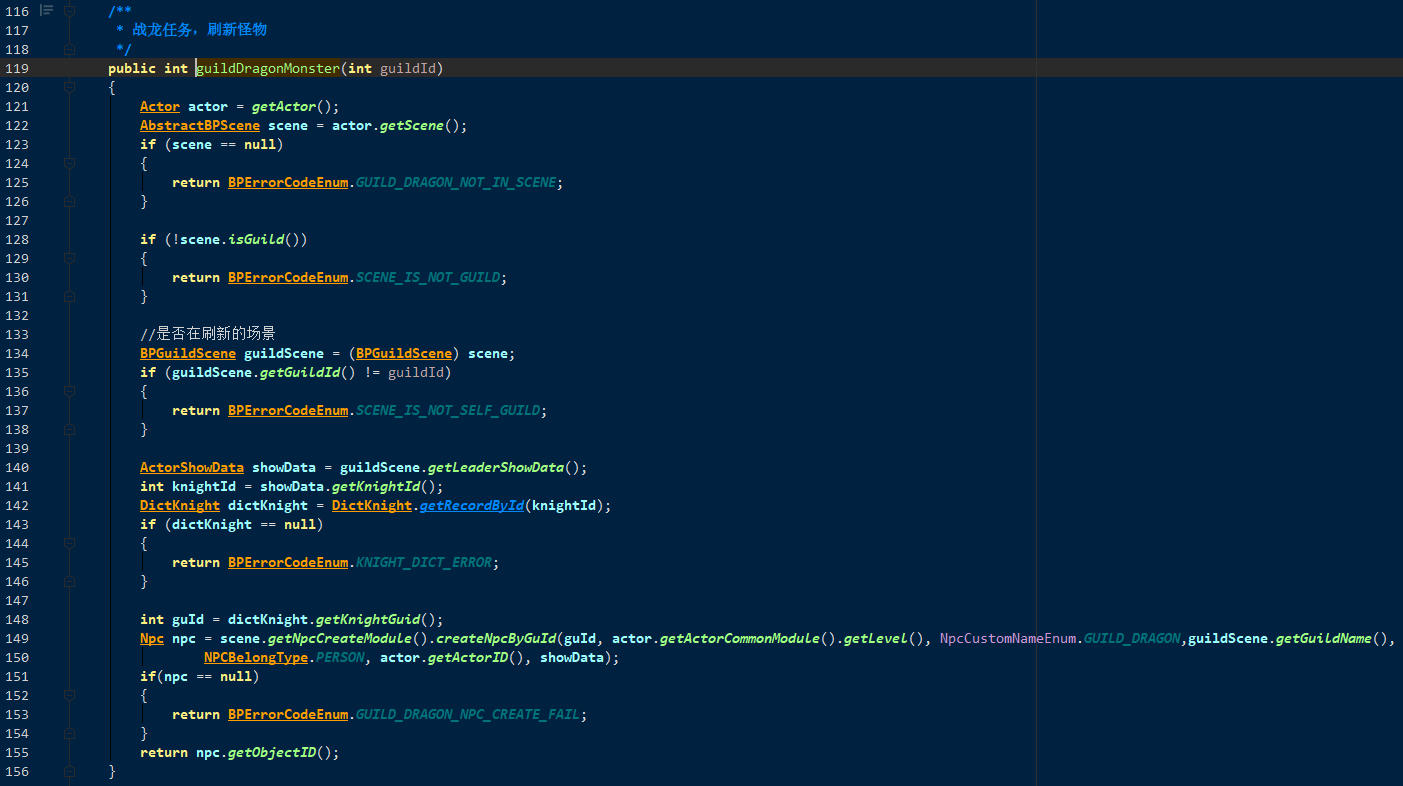 116 /**
117 * 战龙任务，刷新怪物
118 */
119 public int guildDragonMonster(int guildId)
120 {
121 Actor actor = getActor();
122 AbstractBPScene scene = actor.getScene();
123 if (scene == null)
124 {
125 return BPErrorCodeEnum.GUILD_DRAGON_NOT_IN_SCENE;
126 }
127
128 if (!scene.isGuild())
129 {
130 return BPErrorCodeEnum.SCENE_IS_NOT_GUILD;
131 }
132
133 //是否在刷新的场景
134 BPGuildScene guildScene = (BPGuildScene) scene;
135 if (guildScene.getGuildId() != guildId)
136 {
137 return BPErrorCodeEnum.SCENE_IS_NOT_SELF_GUILD;
138 }
139
140 ActorShowData showData = guildScene.getLeaderShowData();
141 int knightId = showData.getKnightId();
142 DictKnight dictKnight = DictKnight.getRecordById(knightId);
143 if (dictKnight == null)
144 {
145 return BPErrorCodeEnum.KNIGHT_DICT_ERROR;
146 }
147
148 int guId = dictKnight.getKnightGuid();
149 Npc npc = scene.getNpcCreateModule().createNpcByGuId(guId, actor.getActorCommonModule().getLevel(), NpcCustomNameEnum.GUILD_DRAGON,guildScene.getGuildName(),
150 NPCBelongType.PERSON, actor.getActorID(), showData);
151 if(npc == null)
152 {
153 return BPErrorCodeEnum.GUILD_DRAGON_NPC_CREATE_FAIL;
154 }
155 return npc.getObjectID();
156 }